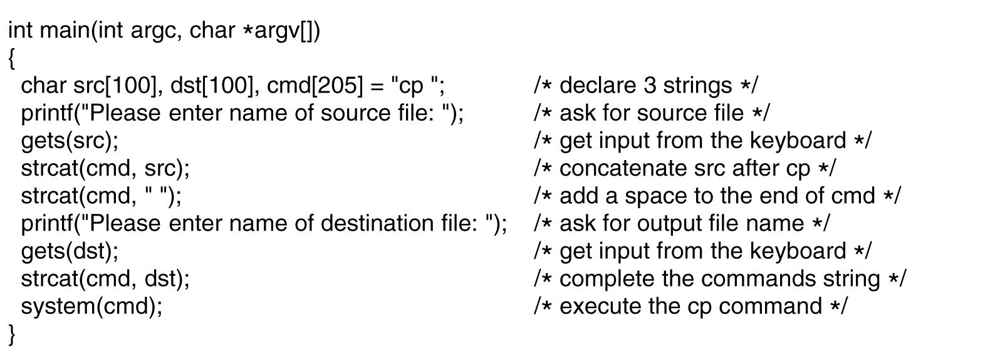 int main(int argc, char *argv[])
{
char src[100], dst[100], cmd[205] = "cp "; /* declare 3 strings */
printf("Please enter name of source file: "); /* ask for source file */
gets(src); /* get input from the keyboard */
strcat(cmd, src); /* concatenate src after cp */
strcat(cmd, " "); /* add a space to the end of cmd */
printf("Please enter name of destination file: "); /* ask for output file name */
gets(dst); /* get input from the keyboard */
strcat(cmd, dst); /* complete the commands string */
system(cmd); /* execute the cp command */
}